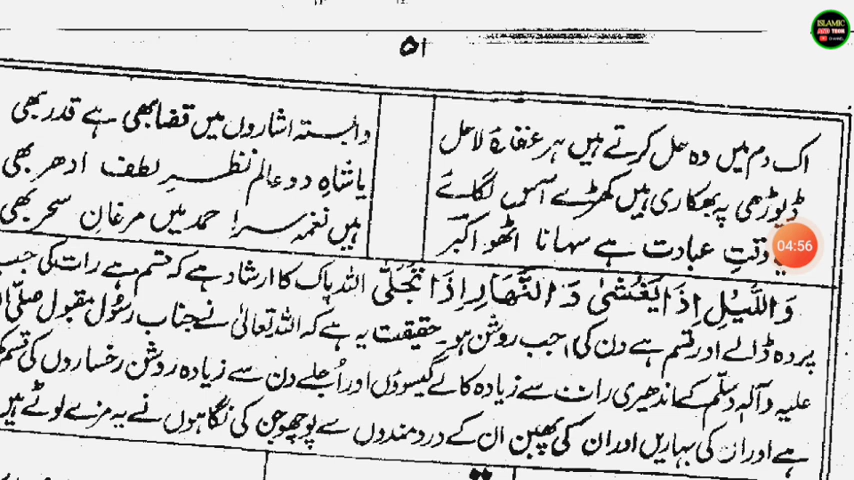 ISLAMIC
۵۱
اک دم میں وہ حل کرتے ہیں ہر عقدۂ لاحل
وابستہ اشاروں میں قضا بھی ہے قدر بھی
ڈیوڑھی پہ بھکاری ہیں کھڑے آس لگائے
یا شاہِ دو عالم نظرِ لطف ادھر بھی
وقتِ عبادت ہے سہانا اٹھو اکبر
ہیں نغمہ سرا حمد میں مرغانِ سحر بھی
04:56
وَاللَّیْلِ اِذَا یَغْشٰی وَ النَّھَارِ اِذَا تَجَلّٰی اللہ پاک کا ارشاد ہے کہ قسم ہے رات کی جب
پردہ ڈالے اور قسم ہے دن کی جب روشن ہو۔ حقیقت یہ ہے کہ اللہ تعالیٰ نے جناب رسول مقبول صلی
علیہ وآلہ وسلم کے اندھیری رات سے زیادہ کالے گیسوؤں اور اُجلے دن سے زیادہ روشن رخساروں کی قسم
ہے اور ان کی بہاریں اور ان کی پھبن ان کے دردمندوں سے پوچھو جن کی نگاہوں نے یہ مزے لوٹے ہیں